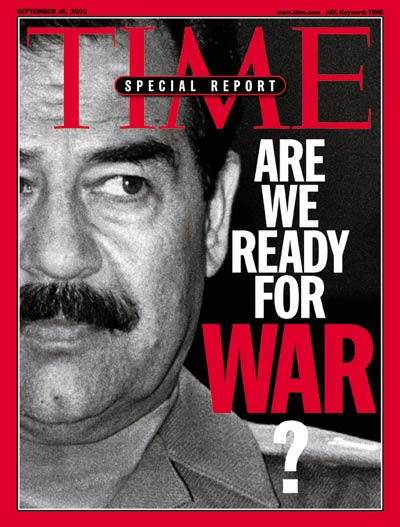 SEPTEMBER 16, 2002 www.time.com AOL Keyword: TIME
TIME
SPECIAL REPORT
ARE
WE
READY
FOR
WAR
?